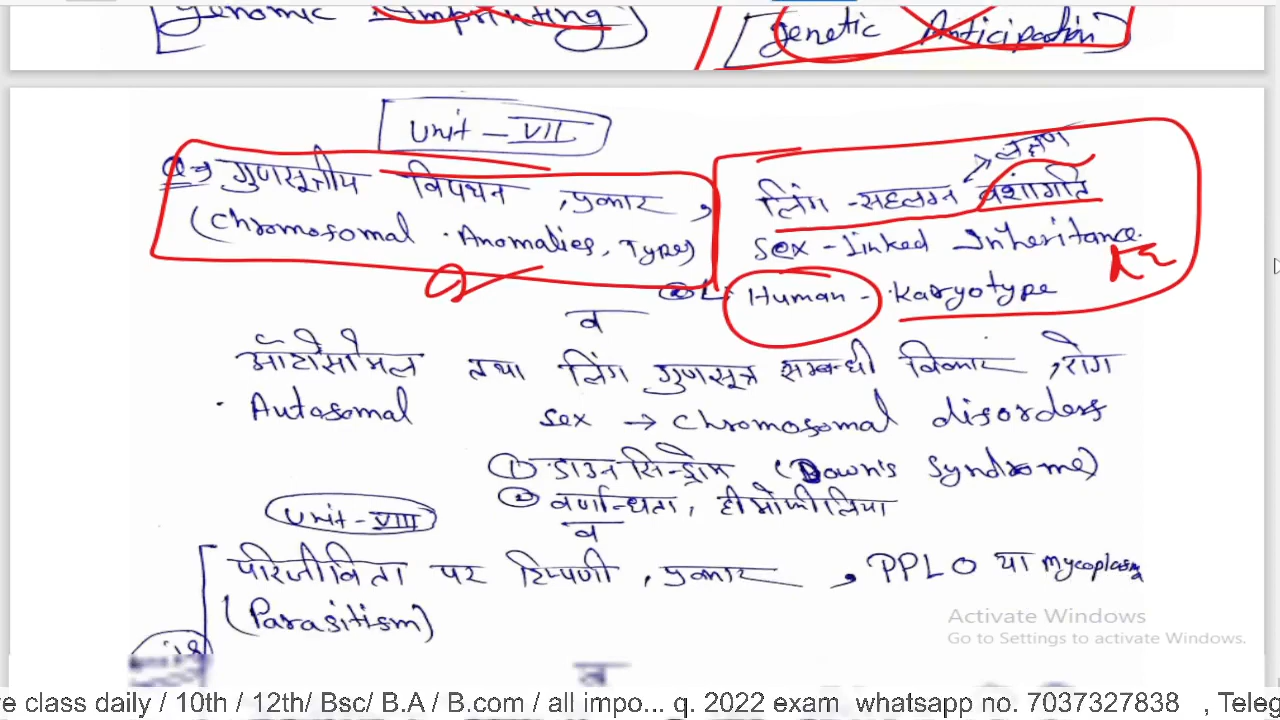 Genomic Imprinting
Genetic Anticipation
Unit - VII
Q → गुणसूत्रीय विपथन, प्रकार,
(Chromosomal Anomalies, Types)
लक्षण
लिंग - सहलग्न वंशागति
Sex - Linked Inheritance.
Human - Karyotype
व
ऑटोसोमल तथा लिंग गुणसूत्र सम्बन्धी विकार, रोग
Autosomal sex → chromosomal disorders
① डाउन सिन्ड्रोम (Down's Syndrome)
② वर्णान्धता, हीमोफीलिया
व
Unit - VIII
परजीविता पर टिप्पणी, प्रकार, PPLO या Mycoplasma
(Parasitism)
व
Activate Windows
Go to Settings to activate Windows.
e class daily / 10th / 12th/ Bsc/ B.A / B.com / all impo... q. 2022 exam whatsapp no. 7037327838 , Teleg